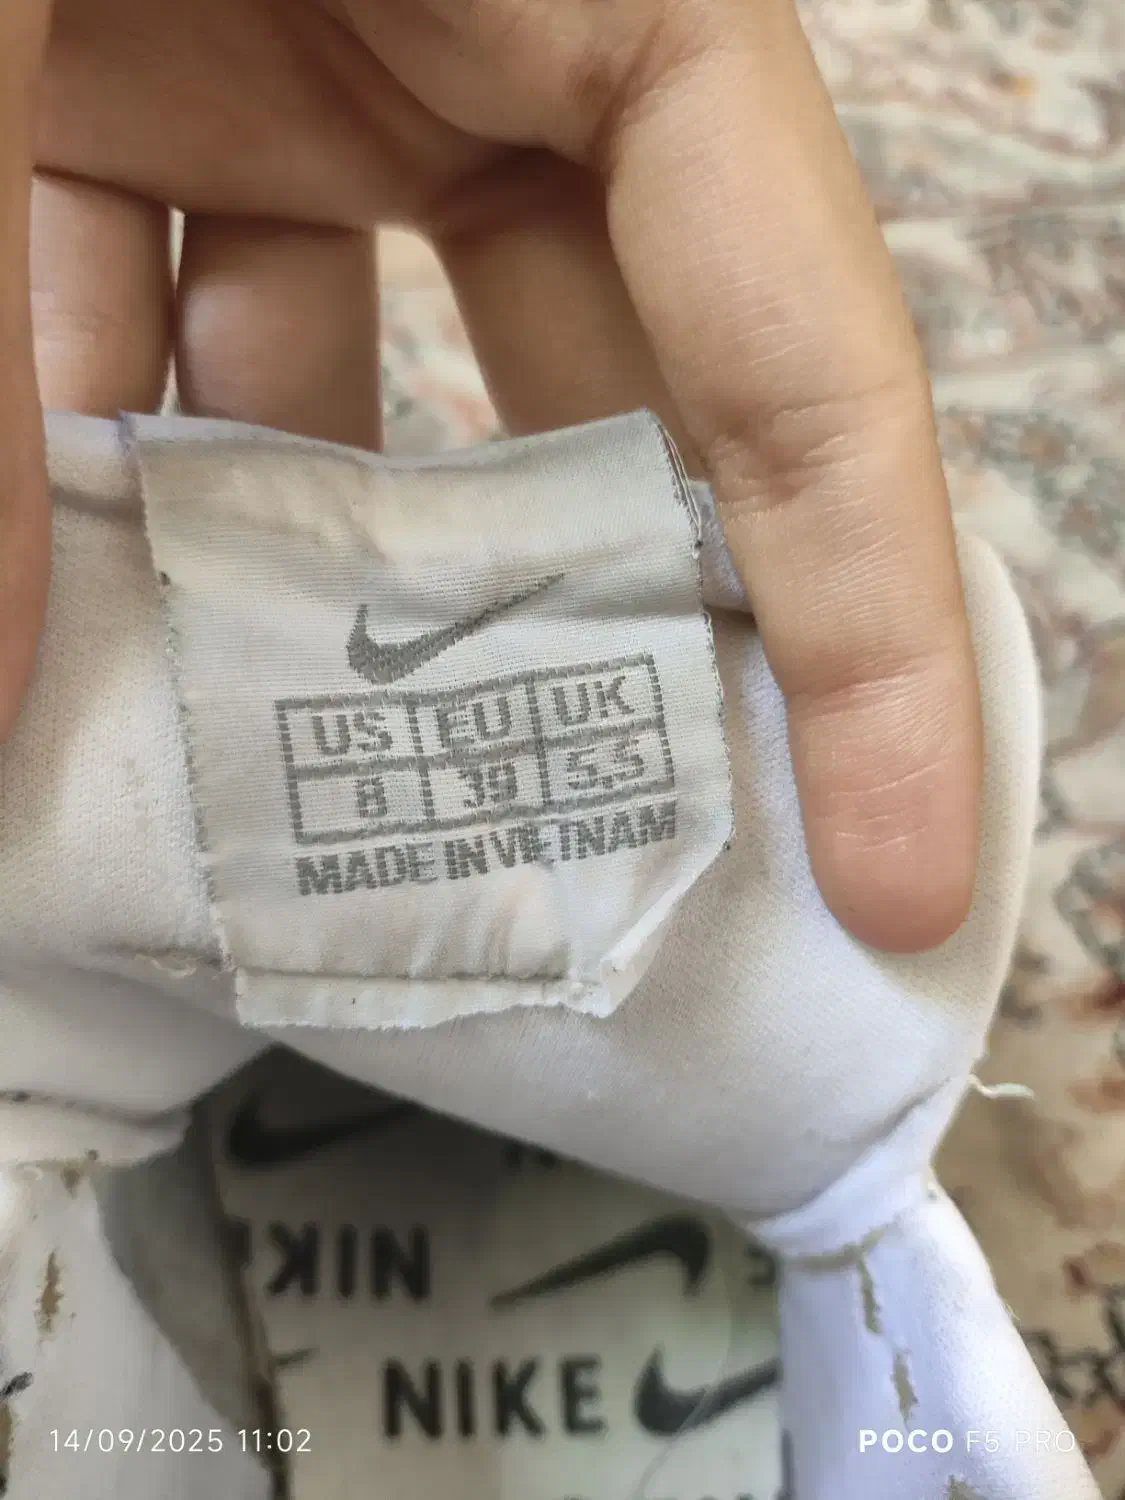 US EU UK
8 39 5.5
MADE IN VIETNAM
NIKE
NIKE
14/09/2025 11:02
POCO F5 PRO